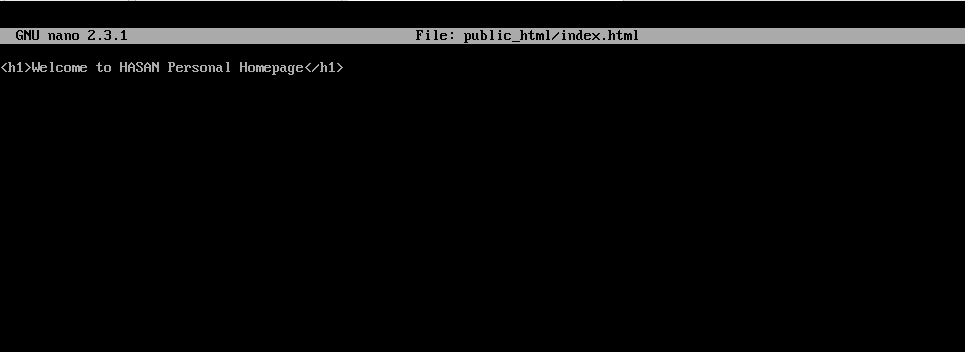 GNU nano 2.3.1 File: public_html/index.html
<h1>Welcome to HASAN Personal Homepage</h1>